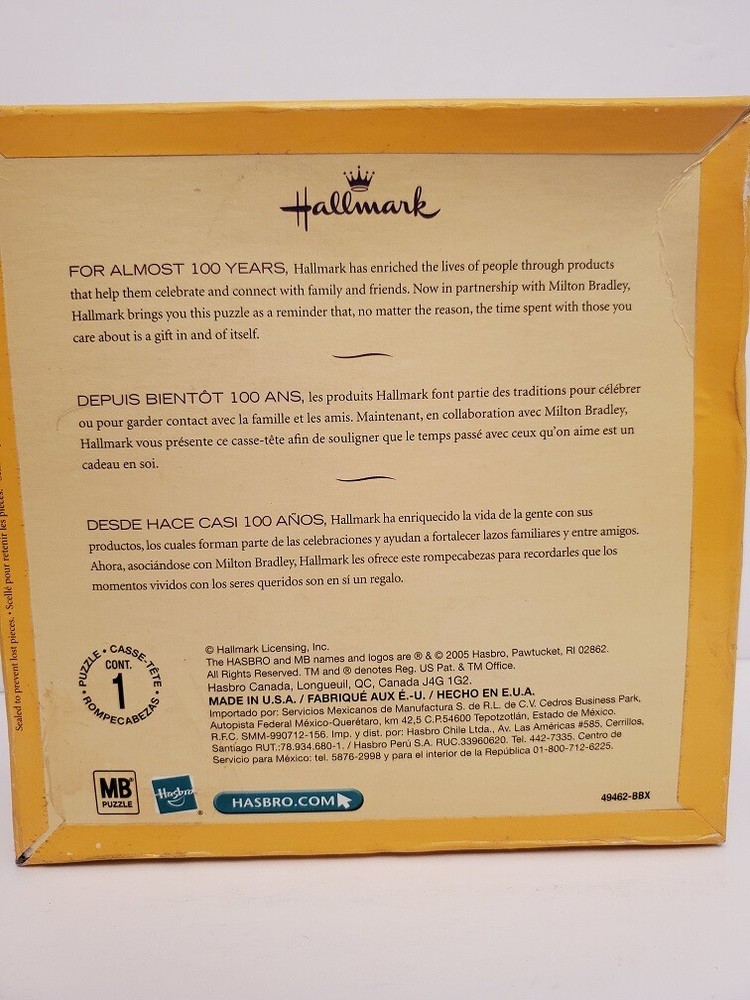 Hallmark
FOR ALMOST 100 YEARS, Hallmark has enriched the lives of people through products
that help them celebrate and connect with family and friends. Now in partnership with Milton Bradley,
Hallmark brings you this puzzle as a reminder that, no matter the reason, the time spent with those you
care about is a gift in and of itself.
DEPUIS BIENTÔT 100 ANS, les produits Hallmark font partie des traditions pour célébrer
ou pour garder contact avec la famille et les amis. Maintenant, en collaboration avec Milton Bradley,
Hallmark vous présente ce casse-tête afin de souligner que le temps passé avec ceux qu'on aime est un
cadeau en soi.
DESDE HACE CASI 100 AÑOS, Hallmark ha enriquecido la vida de la gente con sus
productos, los cuales forman parte de las celebraciones y ayudan a fortalecer lazos familiares y entre amigos.
Ahora, asociándose con Milton Bradley, Hallmark les ofrece este rompecabezas para recordarles que los
momentos vividos con los seres queridos son en sí un regalo.
Sealed to prevent lost pieces. • Scellé pour retenir les pièces.
PUZZLE • CASSE-TÊTE • ROMPECABEZAS •
CONT.
1
© Hallmark Licensing, Inc.
The HASBRO and MB names and logos are ® & © 2005 Hasbro, Pawtucket, RI 02862.
All Rights Reserved. TM and ® denotes Reg. US Pat. & TM Office.
Hasbro Canada, Longueuil, QC, Canada J4G 1G2.
MADE IN U.S.A. / FABRIQUÉ AUX É.-U. / HECHO EN E.U.A.
Importado por: Servicios Mexicanos de Manufactura S. de R.L. de C.V. Cedros Business Park,
Autopista Federal México-Querétaro, km 42,5 C.P.54600 Tepotzotlán, Estado de México.
R.F.C. SMM-990712-156. Imp. y dist. por: Hasbro Chile Ltda., Av. Las Américas #585, Cerrillos,
Santiago RUT.:78.934.680-1. / Hasbro Perú S.A. RUC.33960620. Tel. 442-7335. Centro de
Servicio para México: tel. 5876-2998 y para el interior de la República 01-800-712-6225.
MB®
PUZZLE
Hasbro®
HASBRO.COM
49462-BBX